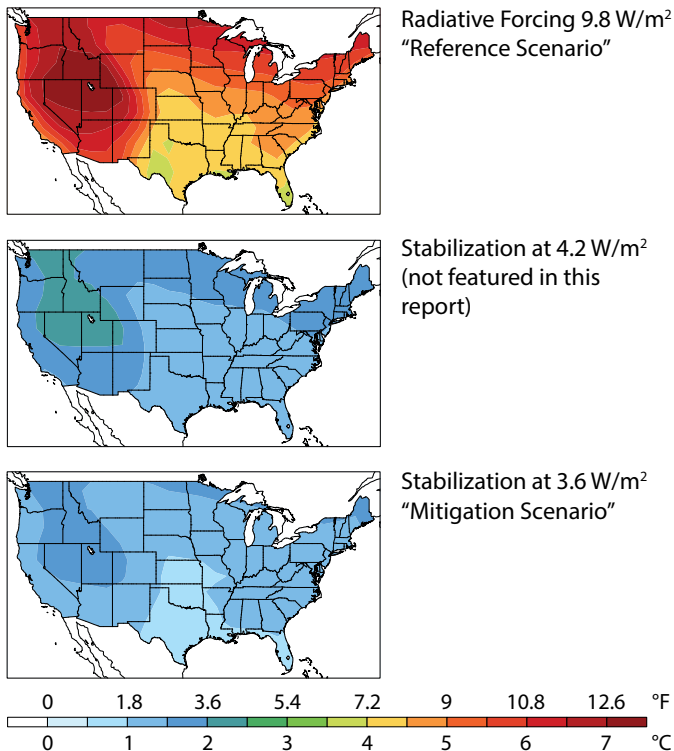 Radiative Forcing 9.8 W/m²
“Reference Scenario”
Stabilization at 4.2 W/m²
(not featured in this
report)
Stabilization at 3.6 W/m²
“Mitigation Scenario”
0 1.8 3.6 5.4 7.2 9 10.8 12.6 °F
0 1 2 3 4 5 6 7 °C